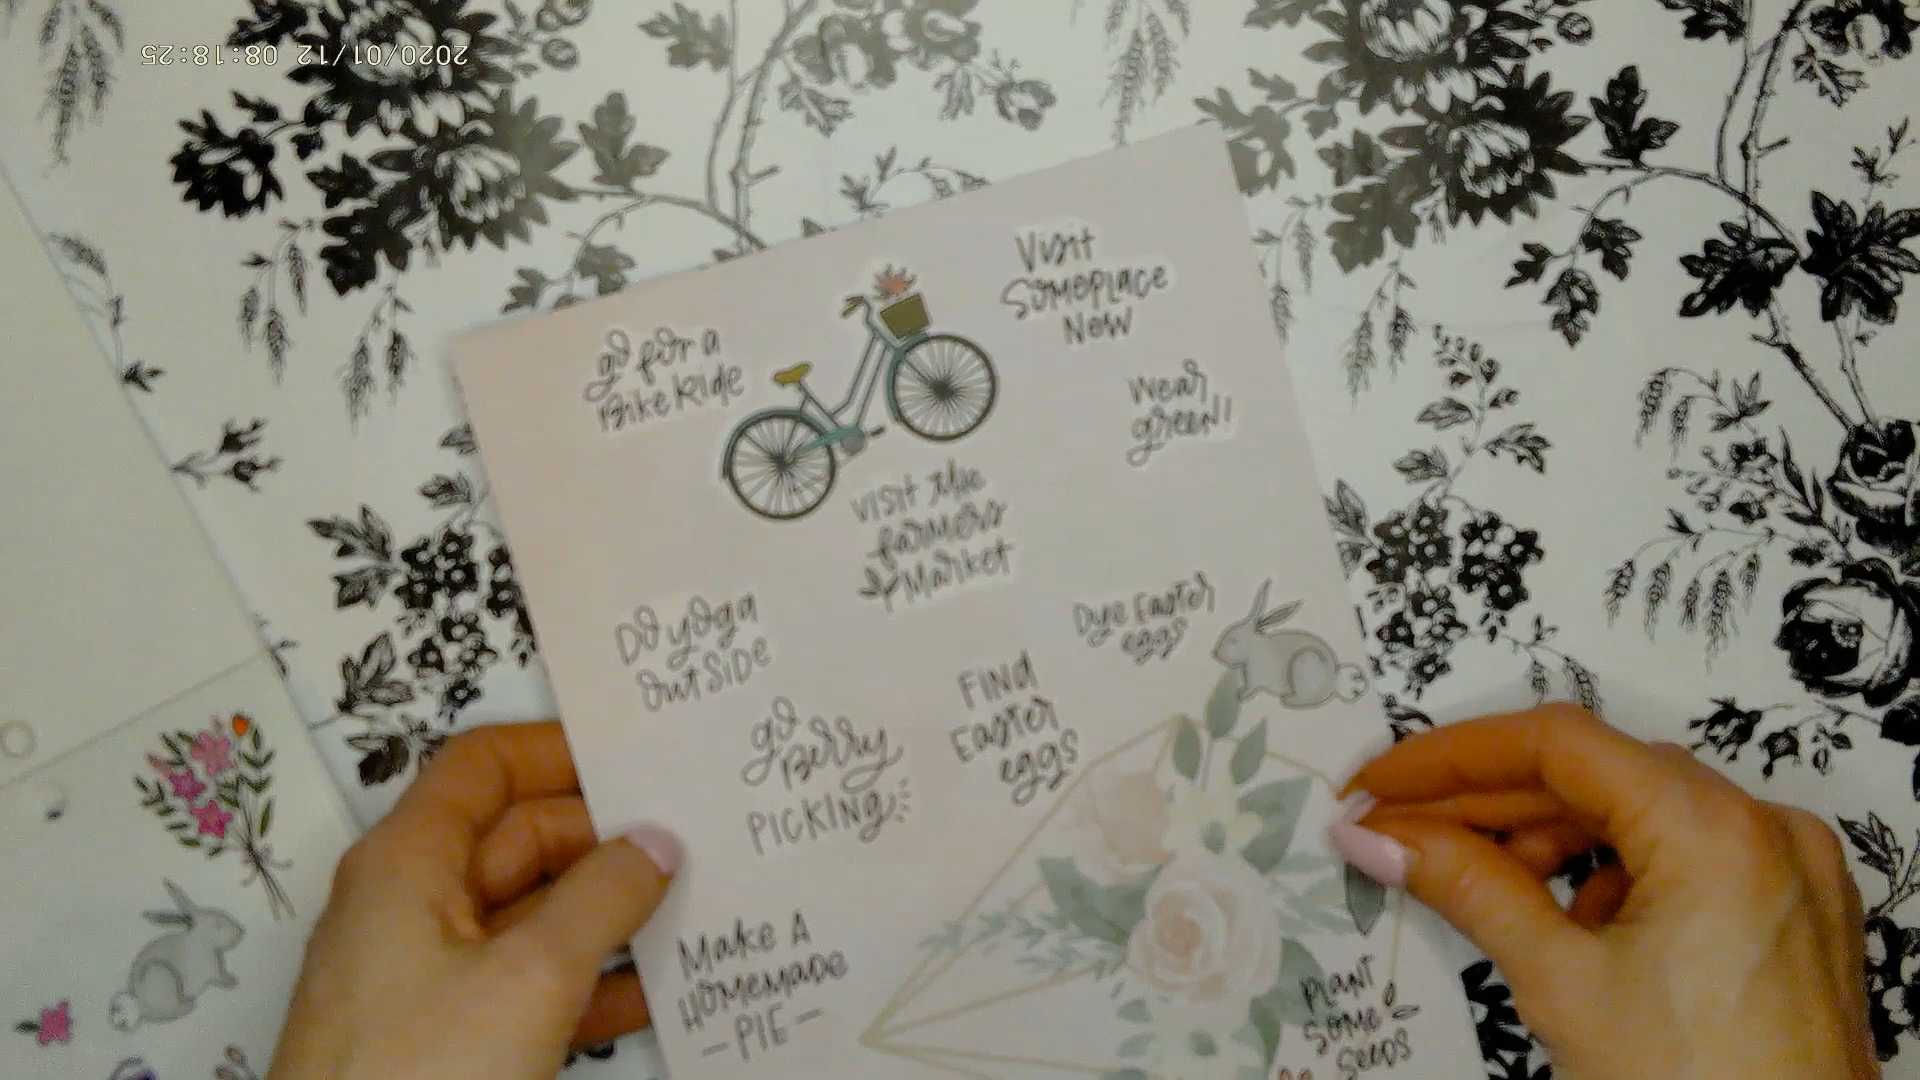 2020/01/12 08:18:25
Visit
Someplace
New
go for a
Bike Ride
Wear
green!
Visit the
farmers
Market
Do yoga
outside
Dye Easter
eggs
Find
Easter
eggs
go
Berry
Picking
Make A
Homemade
- Pie -
Plant
Some
Seeds